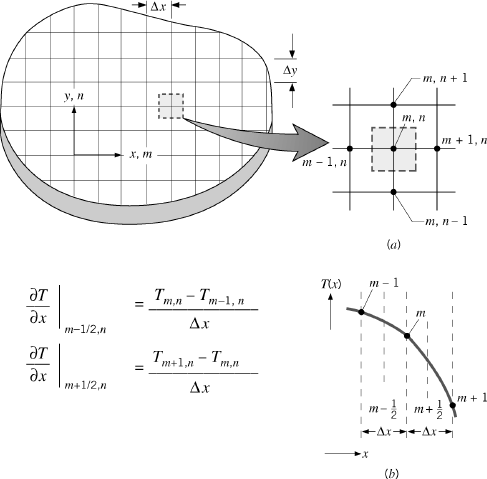 Δx
Δy
y, n
x, m
m, n + 1
m, n
m + 1, n
m − 1, n
m, n−1
(a)
∂T/∂x |m−1/2,n = (Tm,n − Tm−1, n)/Δx
∂T/∂x |m+1/2,n = (Tm+1,n − Tm,n)/Δx
T(x)
m − 1
m
m + 1
m − 1/2
m + 1/2
Δx
Δx
x
(b)